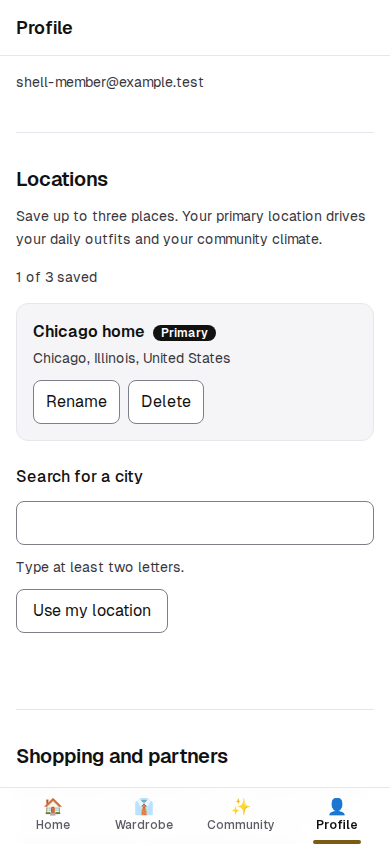 Profile
shell-member@example.test
Locations
Save up to three places. Your primary location drives
your daily outfits and your community climate.
1 of 3 saved
Chicago home Primary
Chicago, Illinois, United States
Rename Delete
Search for a city
Type at least two letters.
Use my location
Shopping and partners
Home Wardrobe Community Profile